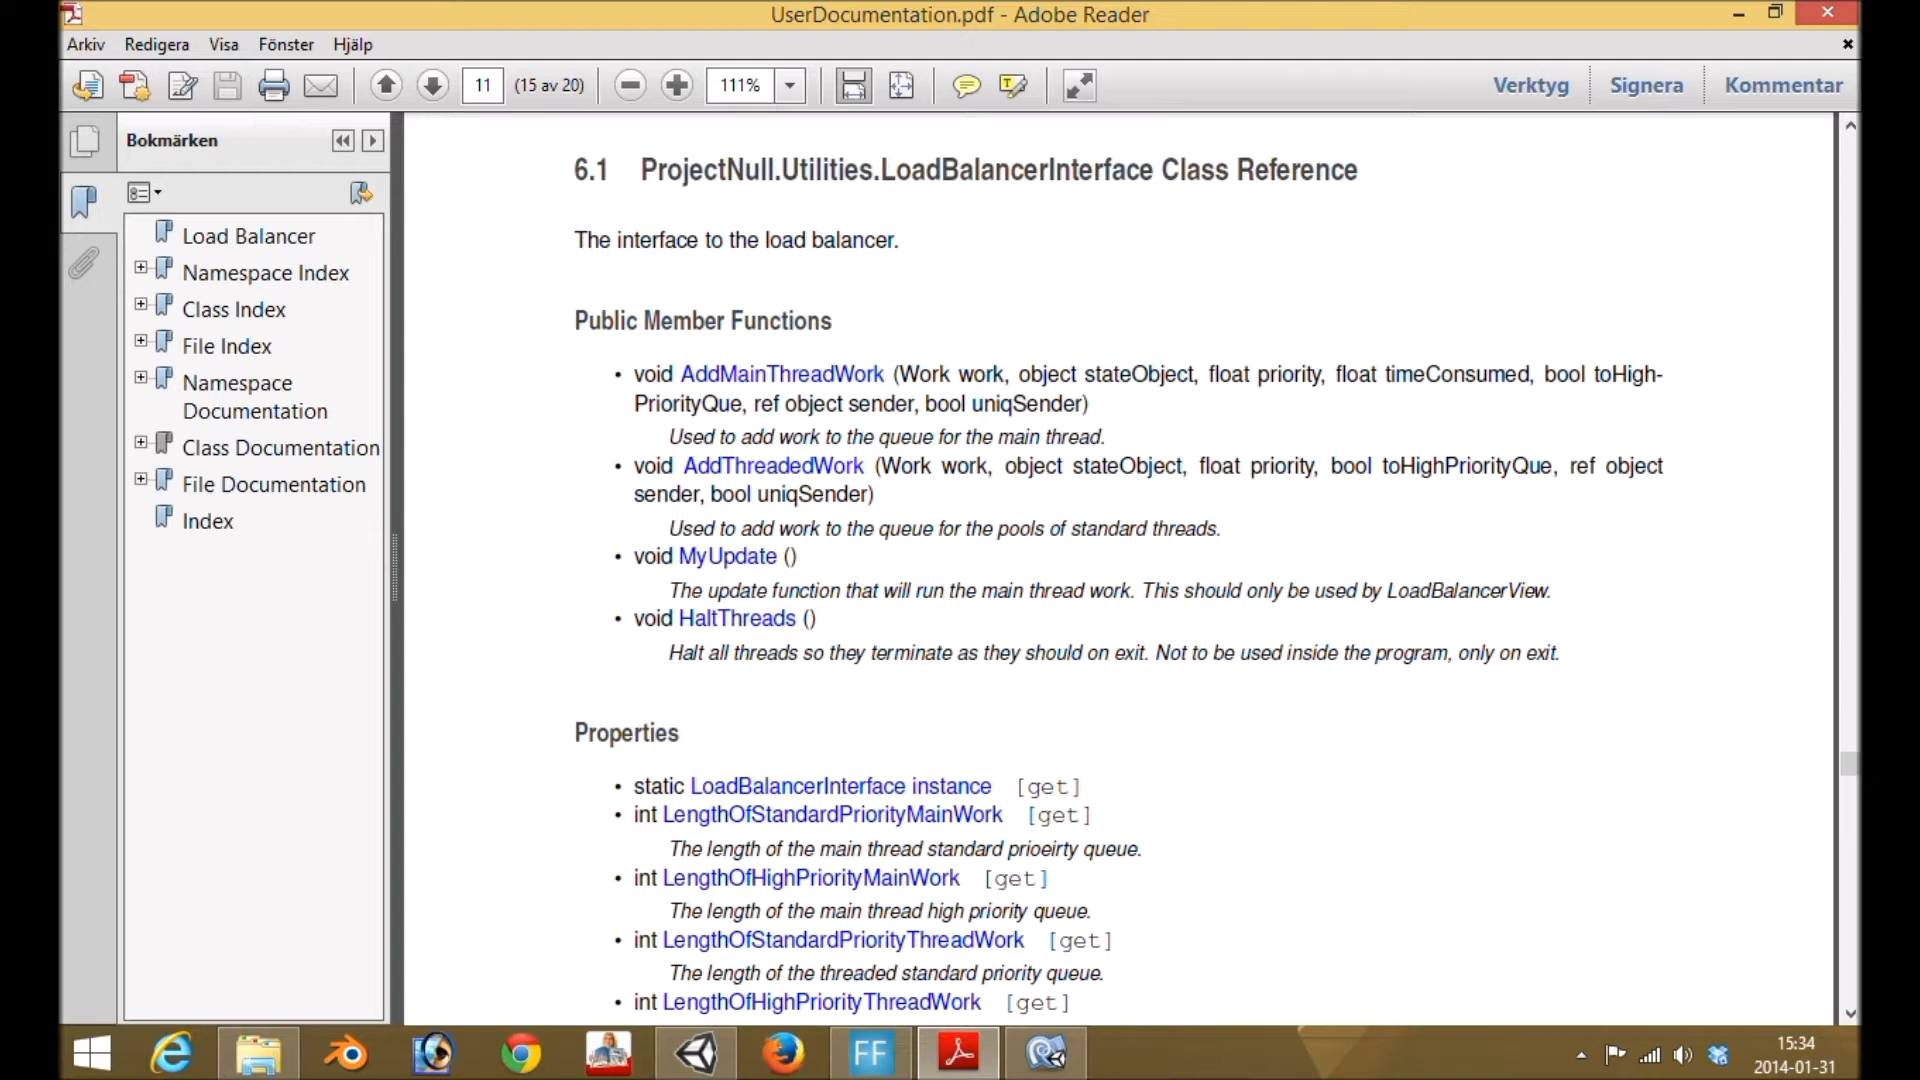 UserDocumentation.pdf - Adobe Reader
Arkiv Redigera Visa Fönster Hjälp
11 (15 av 20) 111% Verktyg Signera Kommentar
Bokmärken
Load Balancer
Namespace Index
Class Index
File Index
Namespace
Documentation
Class Documentation
File Documentation
Index
6.1 ProjectNull.Utilities.LoadBalancerInterface Class Reference
The interface to the load balancer.
Public Member Functions
• void AddMainThreadWork (Work work, object stateObject, float priority, float timeConsumed, bool toHigh-
PriorityQue, ref object sender, bool uniqSender)
Used to add work to the queue for the main thread.
• void AddThreadedWork (Work work, object stateObject, float priority, bool toHighPriorityQue, ref object
sender, bool uniqSender)
Used to add work to the queue for the pools of standard threads.
• void MyUpdate ()
The update function that will run the main thread work. This should only be used by LoadBalancerView.
• void HaltThreads ()
Halt all threads so they terminate as they should on exit. Not to be used inside the program, only on exit.
Properties
• static LoadBalancerInterface instance [get]
• int LengthOfStandardPriorityMainWork [get]
The length of the main thread standard prioeirty queue.
• int LengthOfHighPriorityMainWork [get]
The length of the main thread high priority queue.
• int LengthOfStandardPriorityThreadWork [get]
The length of the threaded standard priority queue.
• int LengthOfHighPriorityThreadWork [get]
FF
15:34
2014-01-31